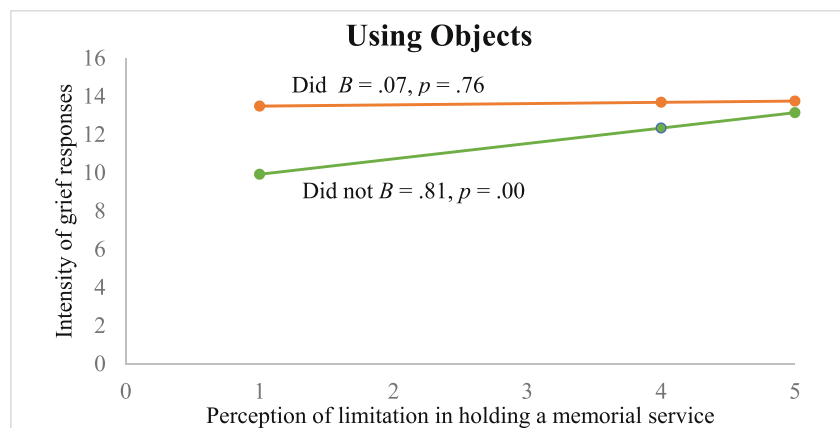 Using Objects
Intensity of grief responses
16
14
12
10
8
6
4
2
0
Did B = .07, p = .76
Did not B = .81, p = .00
0 1 2 3 4 5
Perception of limitation in holding a memorial service